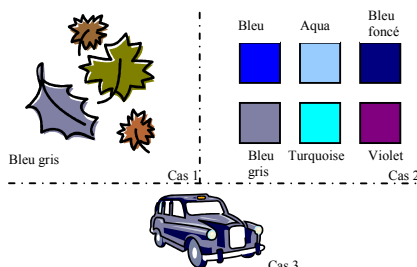 Bleu gris
Cas 1
Bleu
Aqua
Bleu
foncé
Bleu
gris
Turquoise
Violet
Cas 2
Cas 3